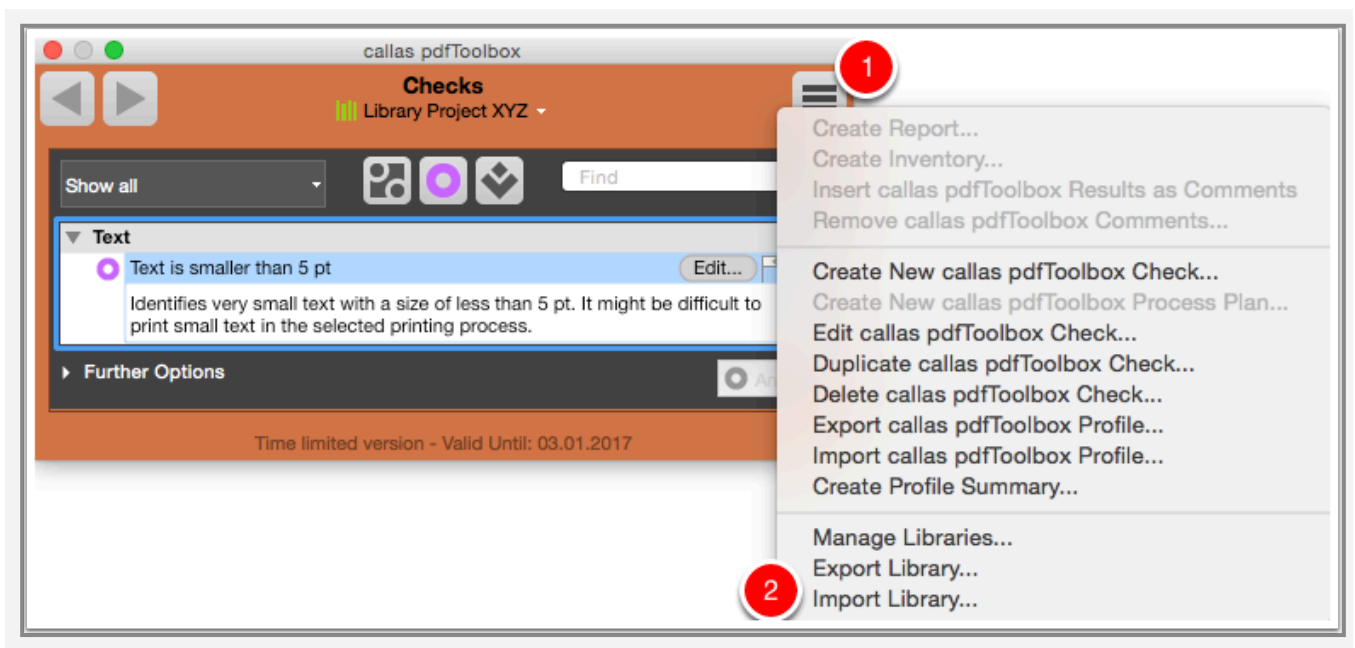 callas pdfToolbox
1
Checks
Library Project XYZ
Create Report...
Create Inventory...
Insert callas pdfToolbox Results as Comments
Remove callas pdfToolbox Comments...
Show all
Find
Text
Text is smaller than 5 pt
Edit...
Identifies very small text with a size of less than 5 pt. It might be difficult to
print small text in the selected printing process.
Create New callas pdfToolbox Check...
Create New callas pdfToolbox Process Plan...
Edit callas pdfToolbox Check...
Duplicate callas pdfToolbox Check...
Delete callas pdfToolbox Check...
Export callas pdfToolbox Profile...
Import callas pdfToolbox Profile...
Create Profile Summary...
Further Options
Time limited version - Valid Until: 03.01.2017
Manage Libraries...
Export Library...
2
Import Library...